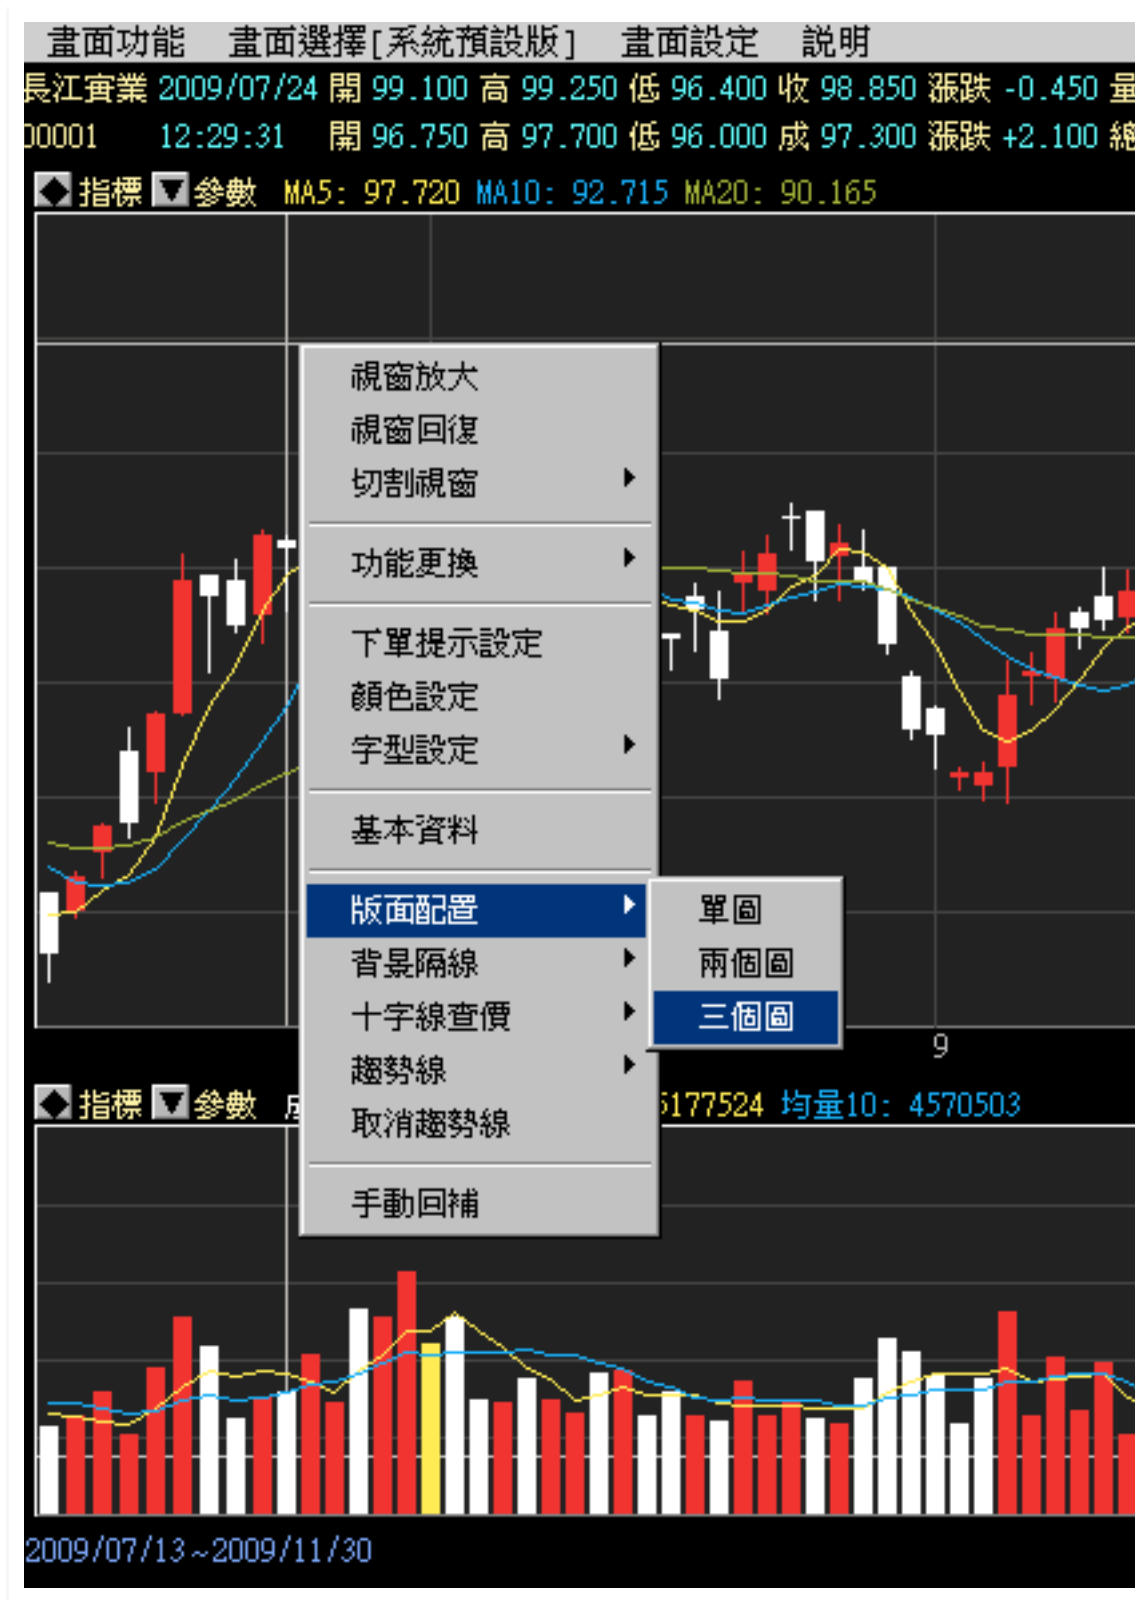 畫面功能 畫面選擇[系統預設版] 畫面設定 説明
長江實業 2009/07/24 開 99.100 高 99.250 低 96.400 收 98.850 漲跌 -0.450 量
00001 12:29:31 開 96.750 高 97.700 低 96.000 成 97.300 漲跌 +2.100 總
指標 參數 MA5: 97.720 MA10: 92.715 MA20: 90.165
視窗放大
視窗回復
切割視窗
功能更換
下單提示設定
顏色設定
字型設定
基本資料
版面配置
單圖
背景隔線
兩個圖
十字線查價
三個圖
趨勢線
取消趨勢線
手動回補
9
指標 參數 5177524 均量10: 4570503
2009/07/13~2009/11/30